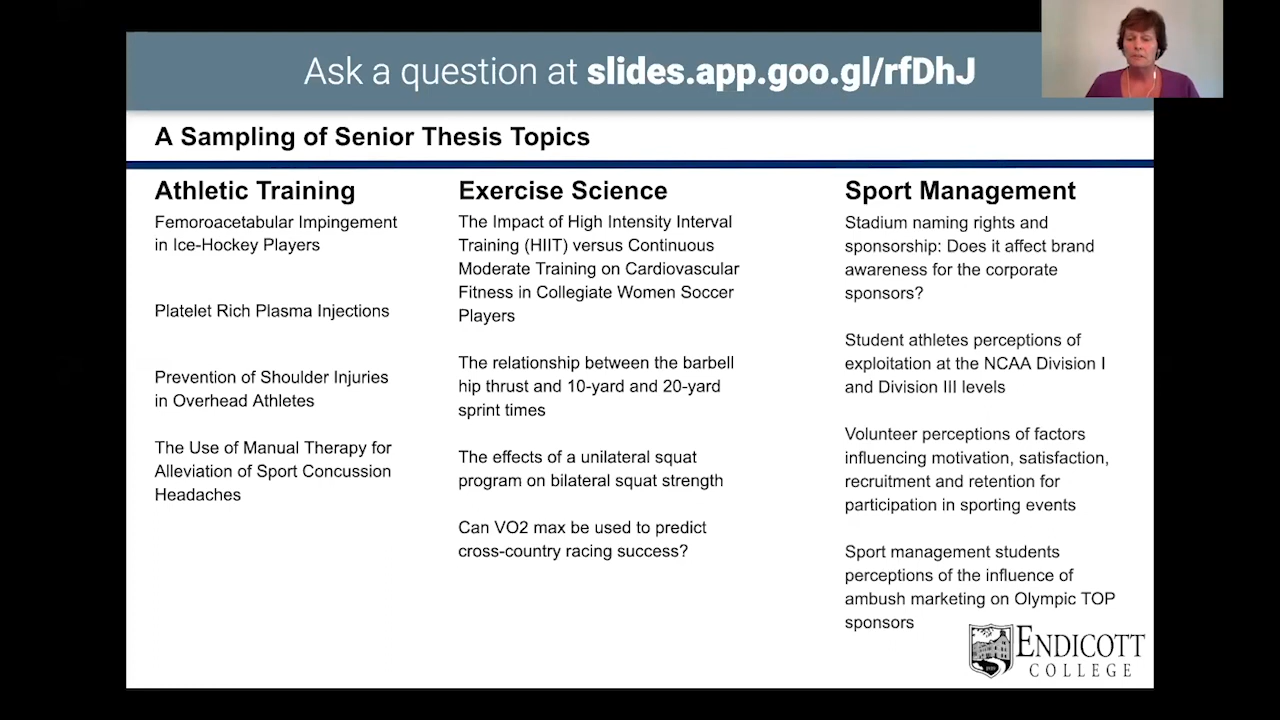 Ask a question at slides.app.goo.gl/rfDhJ
A Sampling of Senior Thesis Topics
Athletic Training
Femoroacetabular Impingement
in Ice-Hockey Players
Platelet Rich Plasma Injections
Prevention of Shoulder Injuries
in Overhead Athletes
The Use of Manual Therapy for
Alleviation of Sport Concussion
Headaches
Exercise Science
The Impact of High Intensity Interval
Training (HIIT) versus Continuous
Moderate Training on Cardiovascular
Fitness in Collegiate Women Soccer
Players
The relationship between the barbell
hip thrust and 10-yard and 20-yard
sprint times
The effects of a unilateral squat
program on bilateral squat strength
Can VO2 max be used to predict
cross-country racing success?
Sport Management
Stadium naming rights and
sponsorship: Does it affect brand
awareness for the corporate
sponsors?
Student athletes perceptions of
exploitation at the NCAA Division I
and Division III levels
Volunteer perceptions of factors
influencing motivation, satisfaction,
recruitment and retention for
participation in sporting events
Sport management students
perceptions of the influence of
ambush marketing on Olympic TOP
sponsors
ENDICOTT
COLLEGE